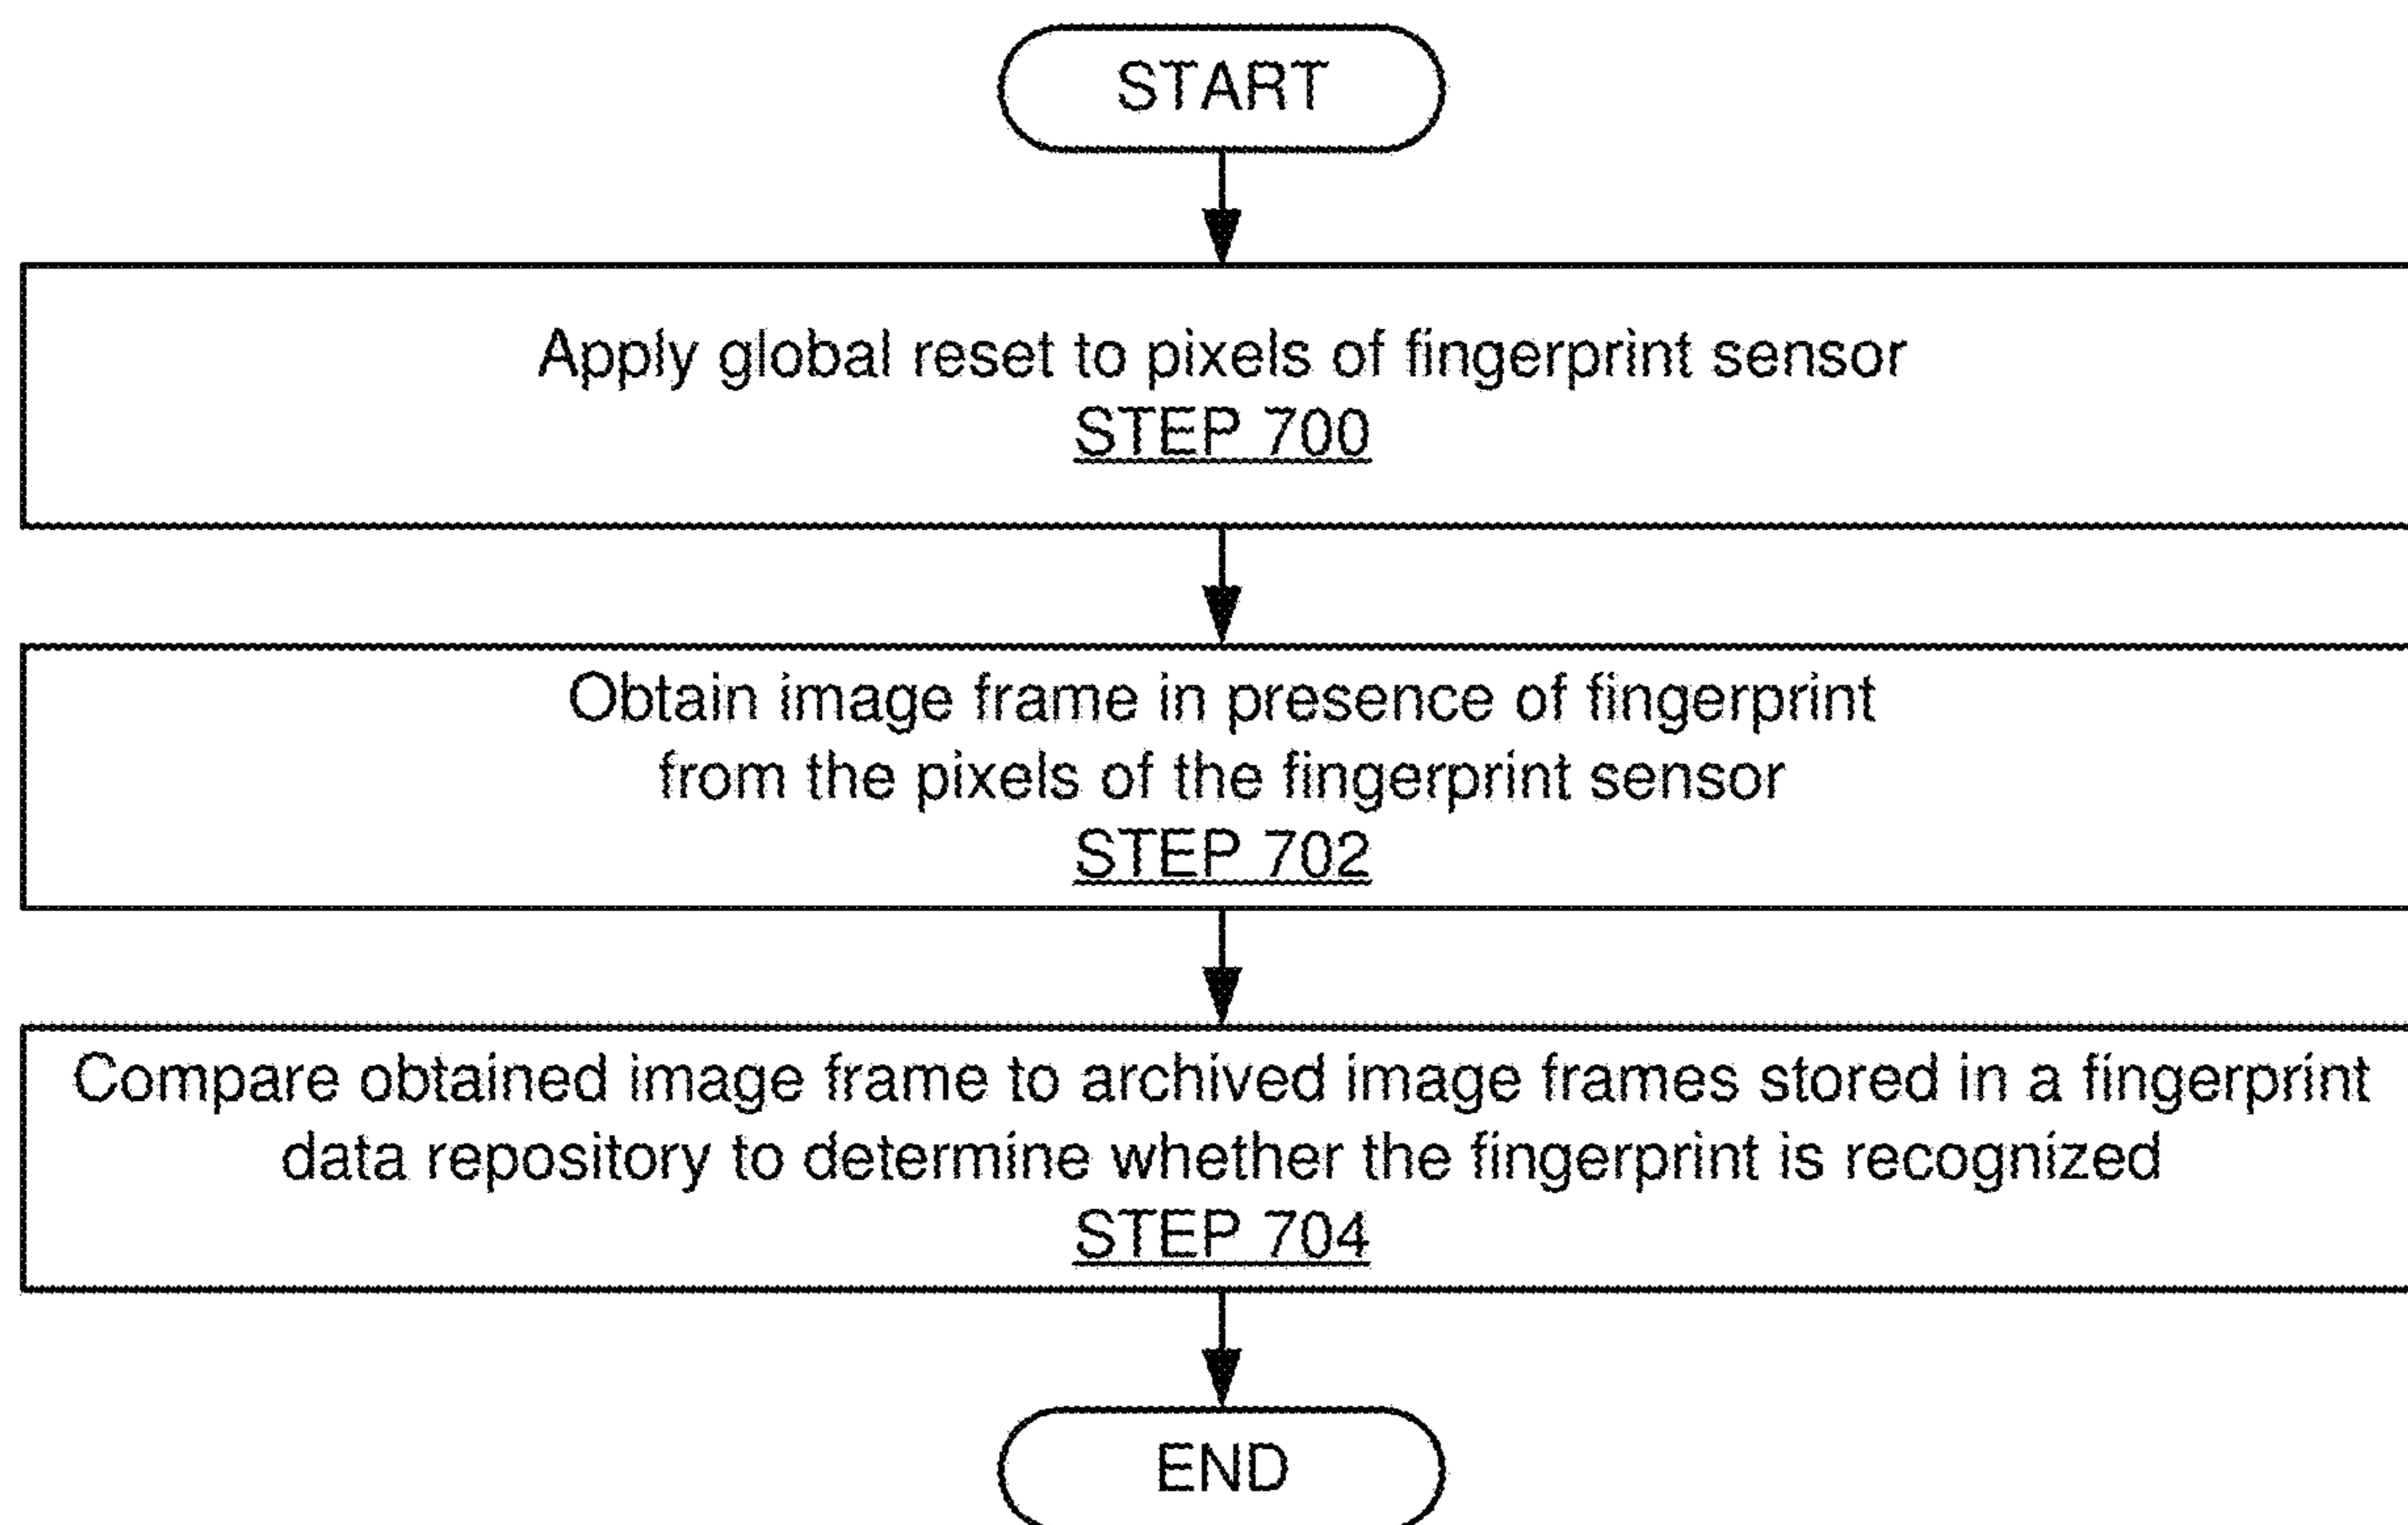 START
Apply global reset to pixels of fingerprint sensor
STEP 700
Obtain image frame in presence of fingerprint
from the pixels of the fingerprint sensor
STEP 702
Compare obtained image frame to archived image frames stored in a fingerprint
data repository to determine whether the fingerprint is recognized
STEP 704
END